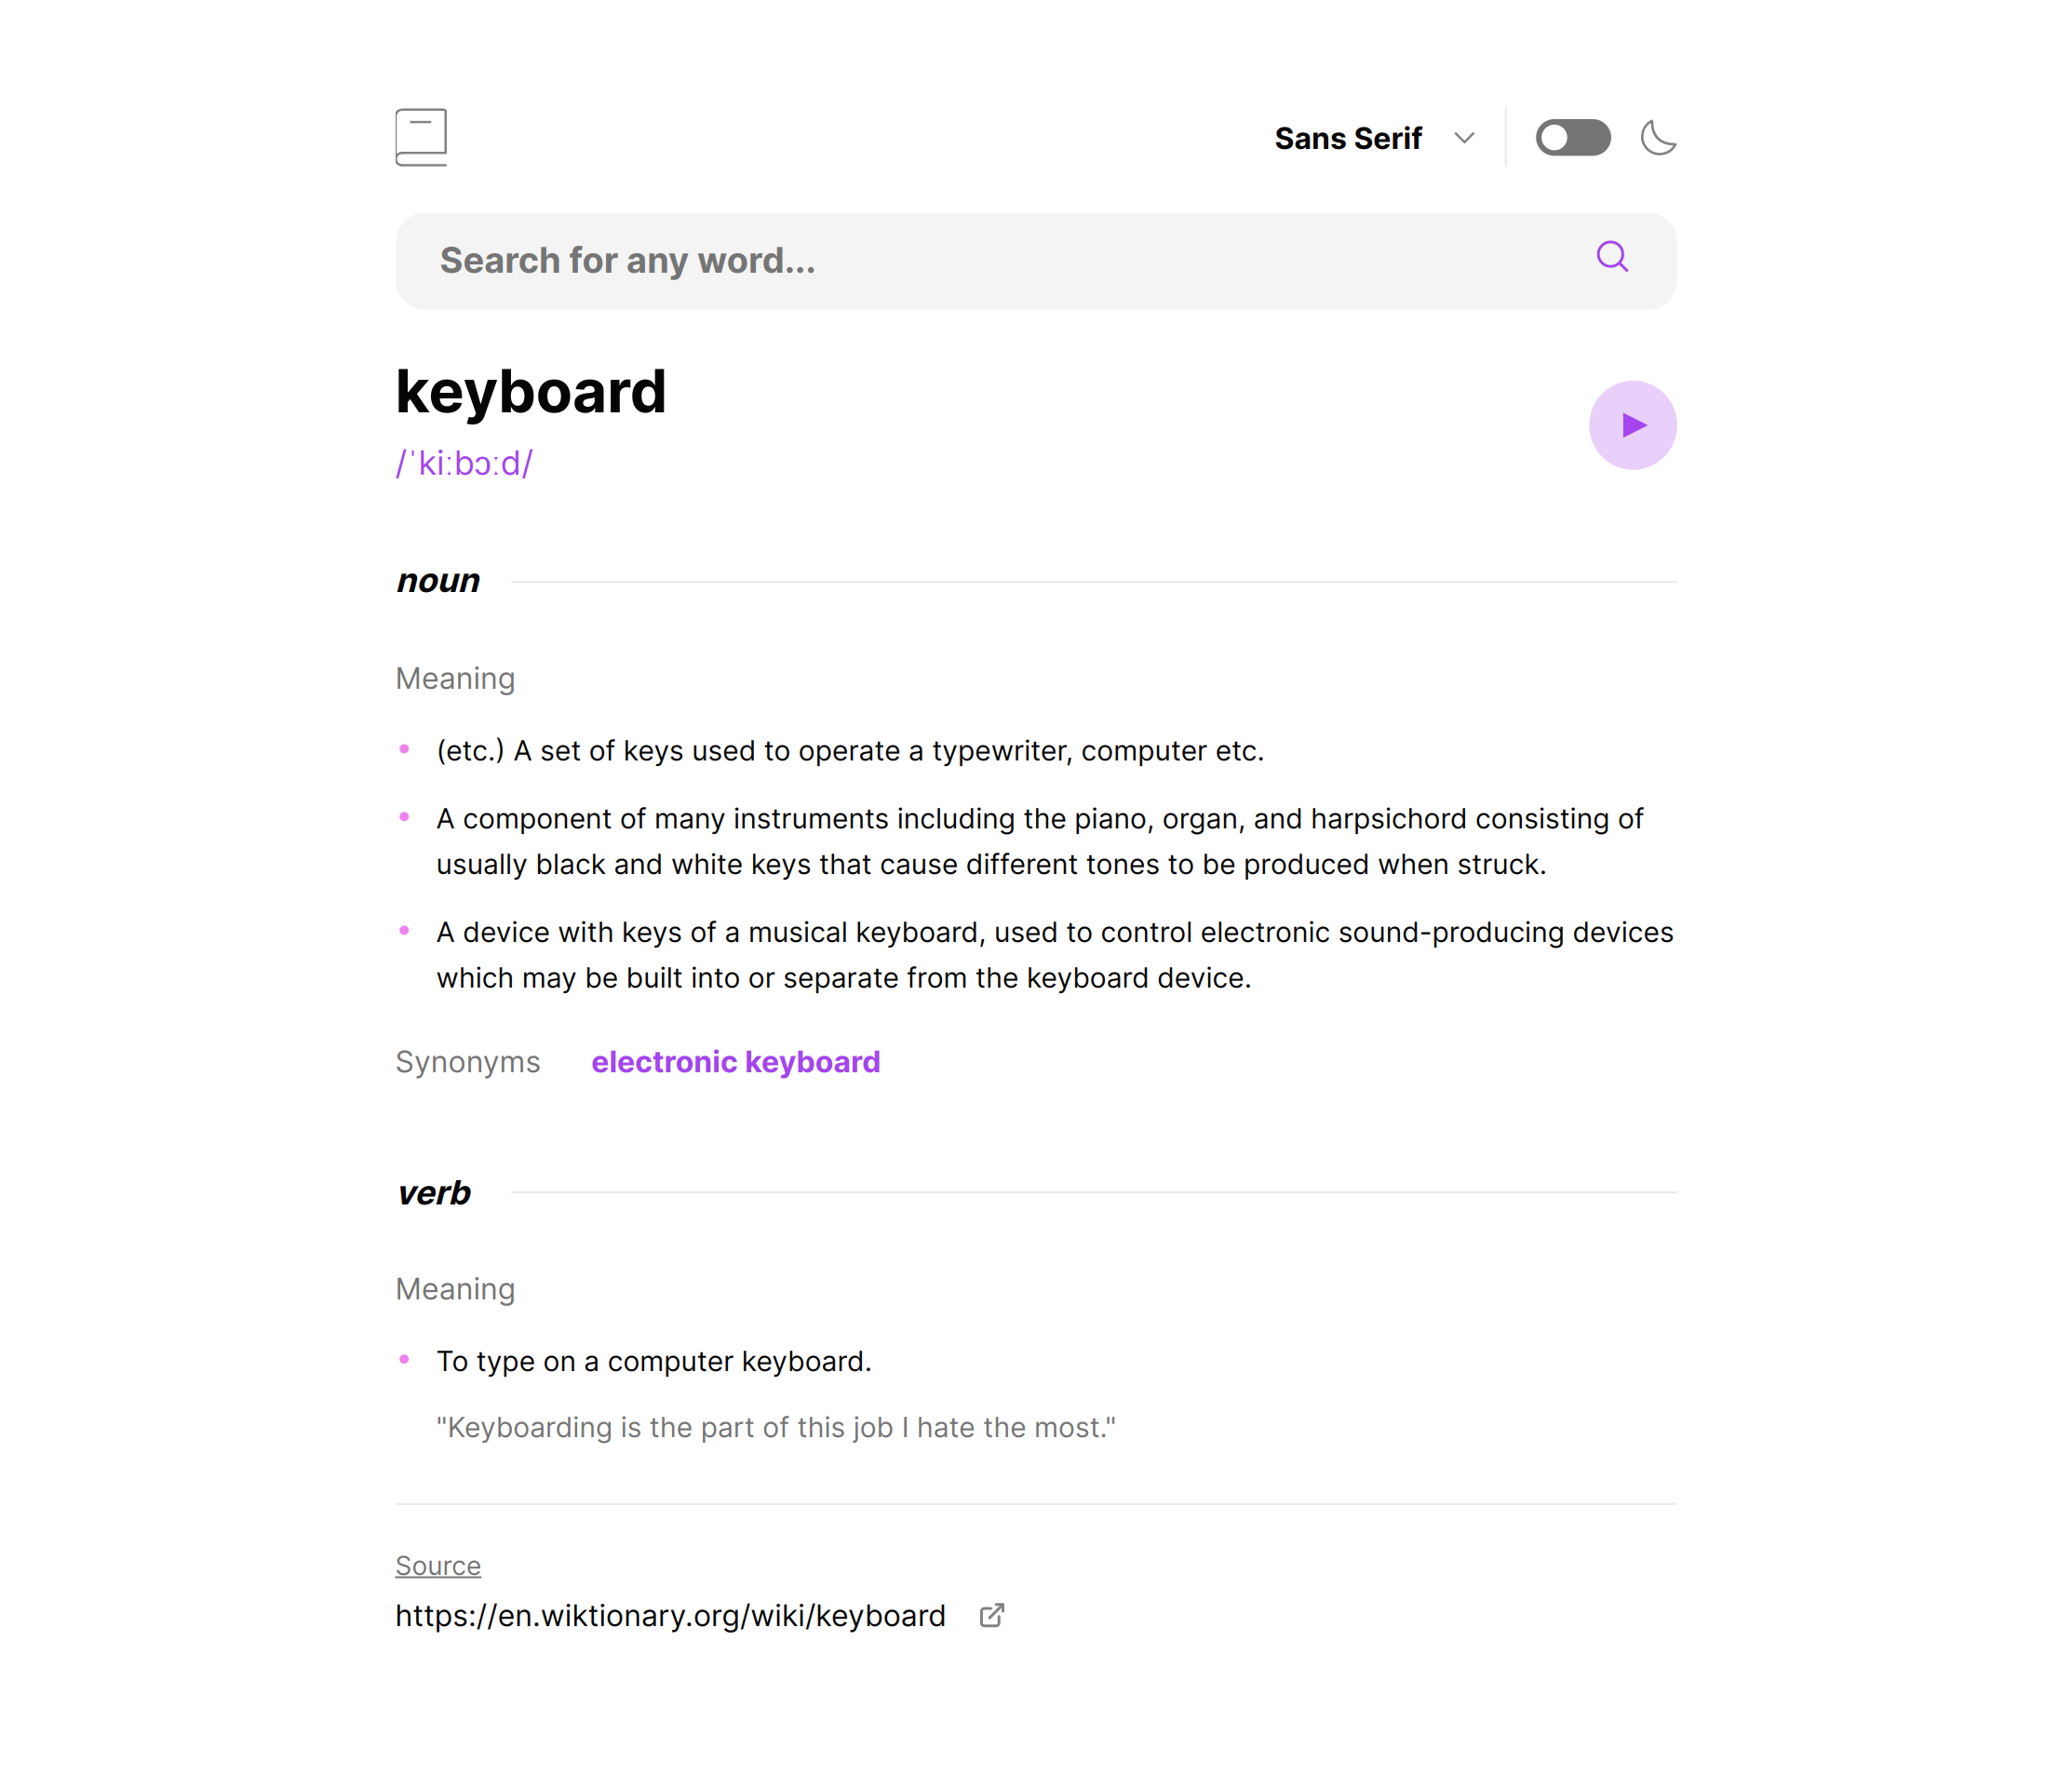 Sans Serif
Search for any word...
keyboard
/ˈkiːbɔːd/
noun
Meaning
(etc.) A set of keys used to operate a typewriter, computer etc.
A component of many instruments including the piano, organ, and harpsichord consisting of
usually black and white keys that cause different tones to be produced when struck.
A device with keys of a musical keyboard, used to control electronic sound-producing devices
which may be built into or separate from the keyboard device.
Synonyms electronic keyboard
verb
Meaning
To type on a computer keyboard.
"Keyboarding is the part of this job I hate the most."
Source
https://en.wiktionary.org/wiki/keyboard